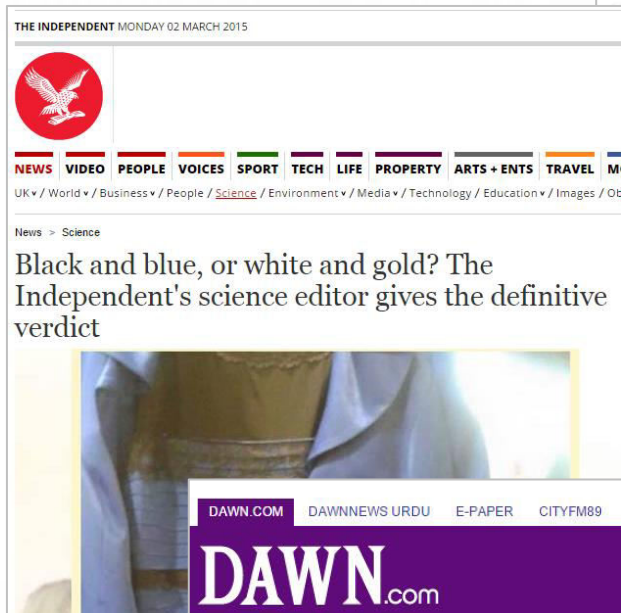 THE INDEPENDENT MONDAY 02 MARCH 2015
NEWS VIDEO PEOPLE VOICES SPORT TECH LIFE PROPERTY ARTS + ENTS TRAVEL M
UK ▾ / World ▾ / Business ▾ / People / Science / Environment ▾ / Media ▾ / Technology / Education ▾ / Images / Ob
News > Science
Black and blue, or white and gold? The
Independent's science editor gives the definitive
verdict
DAWN.COM DAWNNEWS URDU E-PAPER CITYFM89
DAWN.com